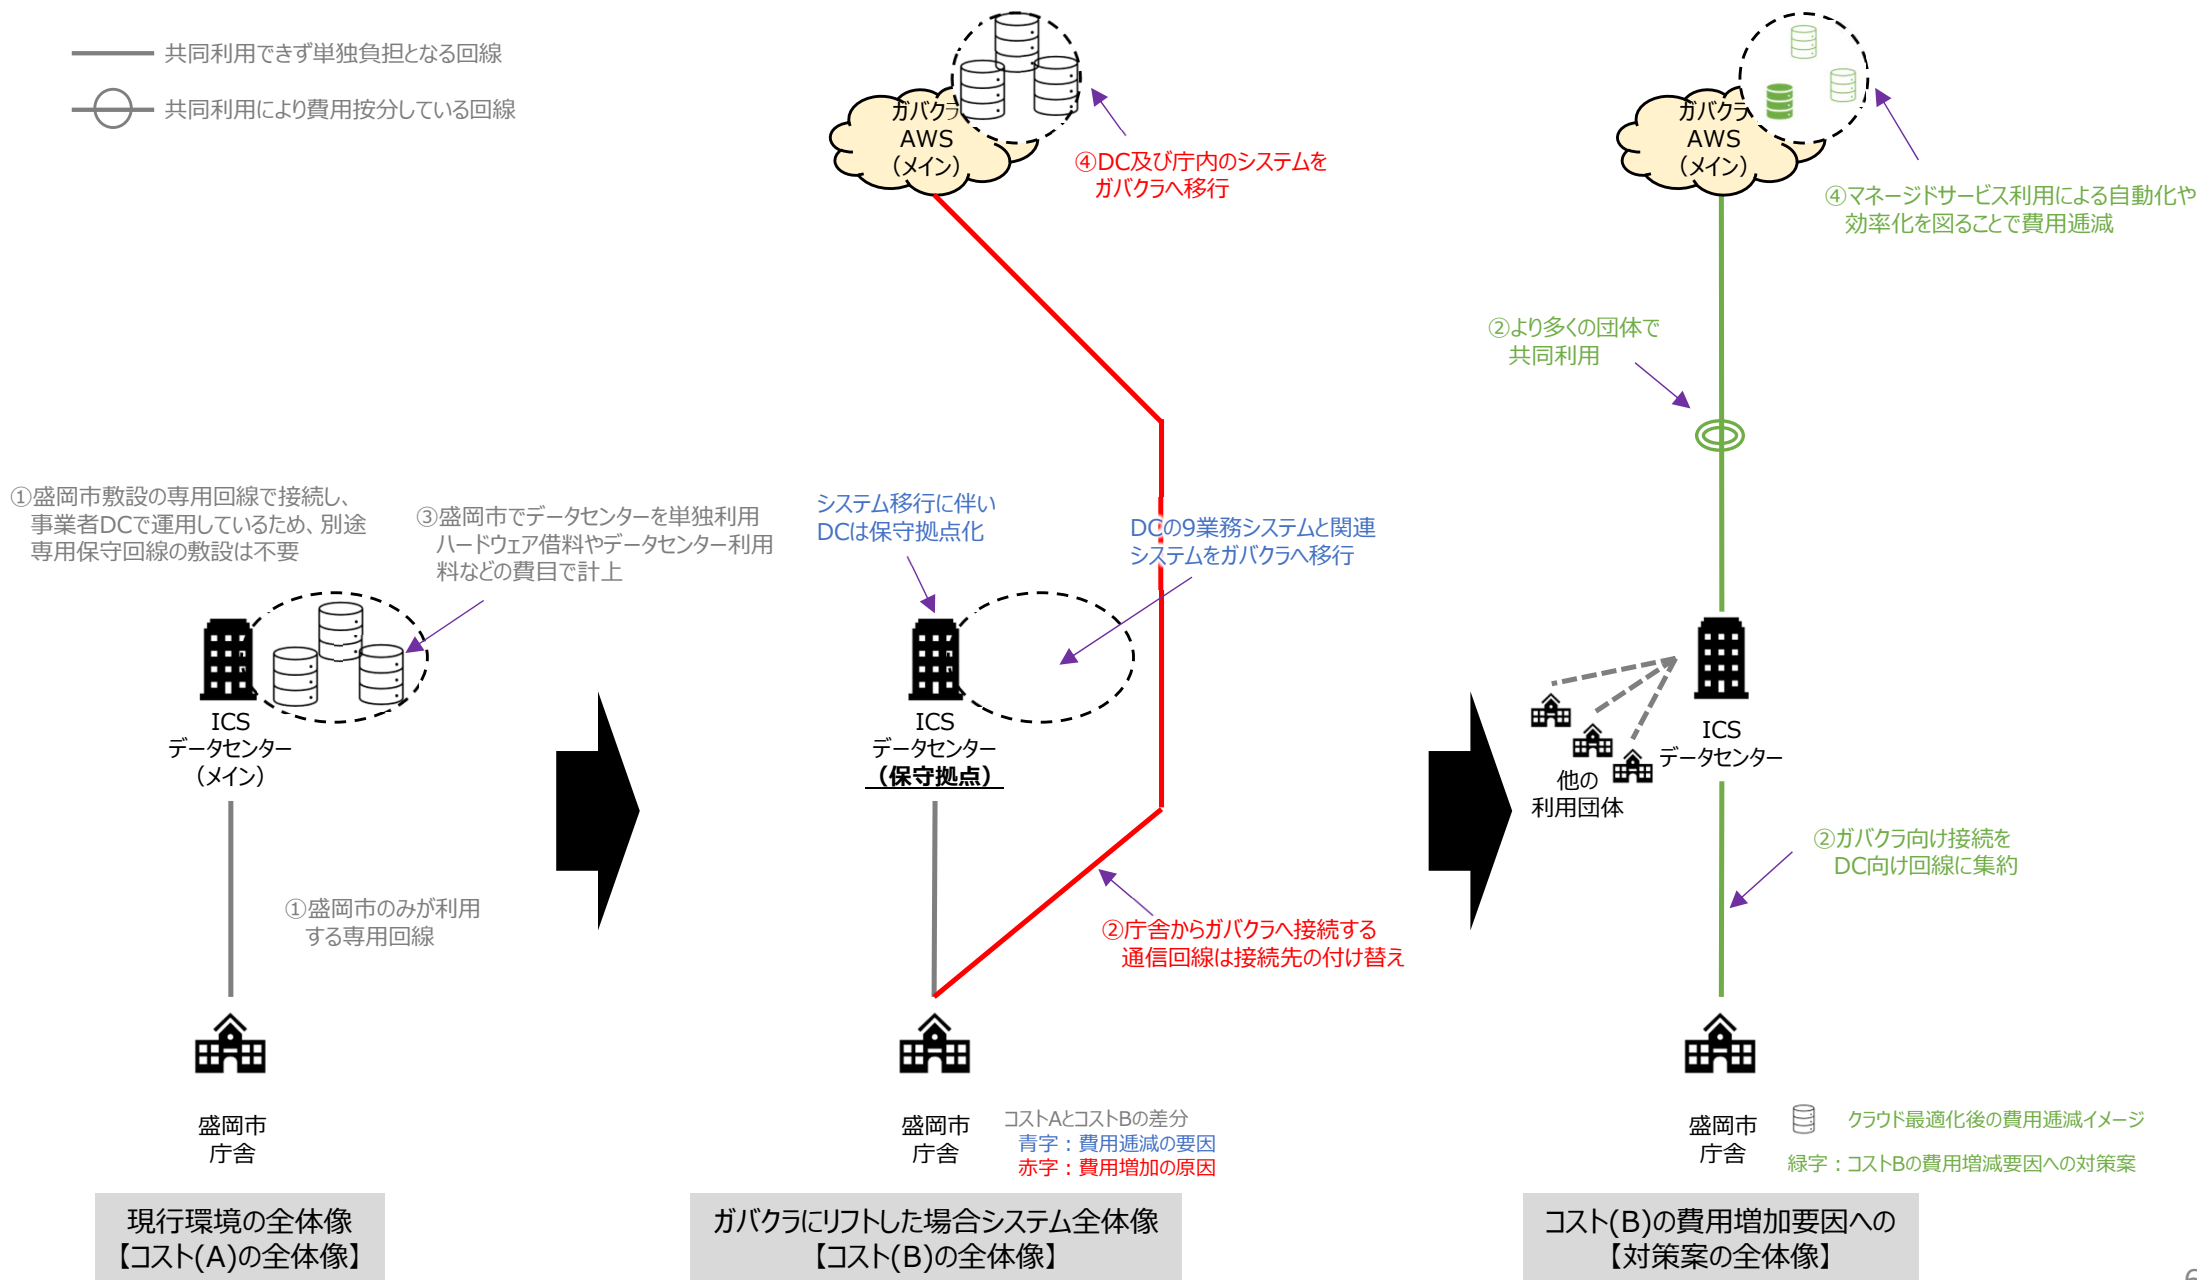 共同利用できず単独負担となる回線
共同利用により費用按分している回線
①盛岡市敷設の専用回線で接続し、
事業者DCで運用しているため、別途
専用保守回線の敷設は不要
③盛岡市でデータセンターを単独利用
ハードウェア借料やデータセンター利用
料などの費目で計上
ICS
データセンター
（メイン）
①盛岡市のみが利用
する専用回線
盛岡市
庁舎
現行環境の全体像
【コスト(A)の全体像】
ガバクラ
AWS
（メイン）
④DC及び庁内のシステムを
ガバクラへ移行
システム移行に伴い
DCは保守拠点化
DCの9業務システムと関連
システムをガバクラへ移行
ICS
データセンター
（保守拠点）
②庁舎からガバクラへ接続する
通信回線は接続先の付け替え
盛岡市
庁舎
コストAとコストBの差分
青字：費用逓減の要因
赤字：費用増加の原因
ガバクラにリフトした場合システム全体像
【コスト(B)の全体像】
ガバクラ
AWS
（メイン）
④マネージドサービス利用による自動化や
効率化を図ることで費用逓減
②より多くの団体で
共同利用
ICS
データセンター
他の
利用団体
②ガバクラ向け接続を
DC向け回線に集約
盛岡市
庁舎
クラウド最適化後の費用逓減イメージ
緑字：コストBの費用増減要因への対策案
コスト(B)の費用増加要因への
【対策案の全体像】